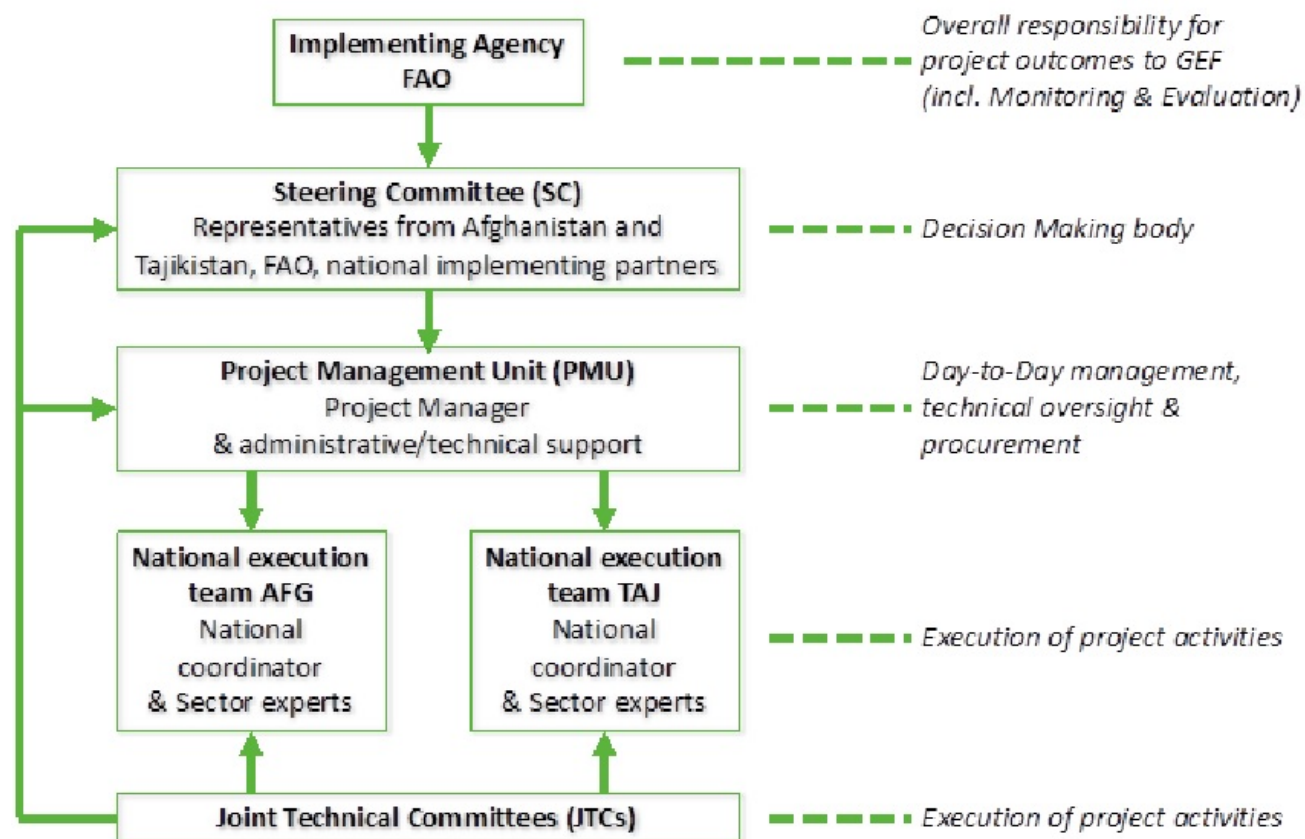 Implementing Agency
FAO
Overall responsibility for
project outcomes to GEF
(incl. Monitoring & Evaluation)
Steering Committee (SC)
Representatives from Afghanistan and
Tajikistan, FAO, national implementing partners
Decision Making body
Project Management Unit (PMU)
Project Manager
& administrative/technical support
Day-to-Day management,
technical oversight &
procurement
National execution
team AFG
National
coordinator
& Sector experts
National execution
team TAJ
National
coordinator
& Sector experts
Execution of project activities
Joint Technical Committees (JTCs)
Execution of project activities